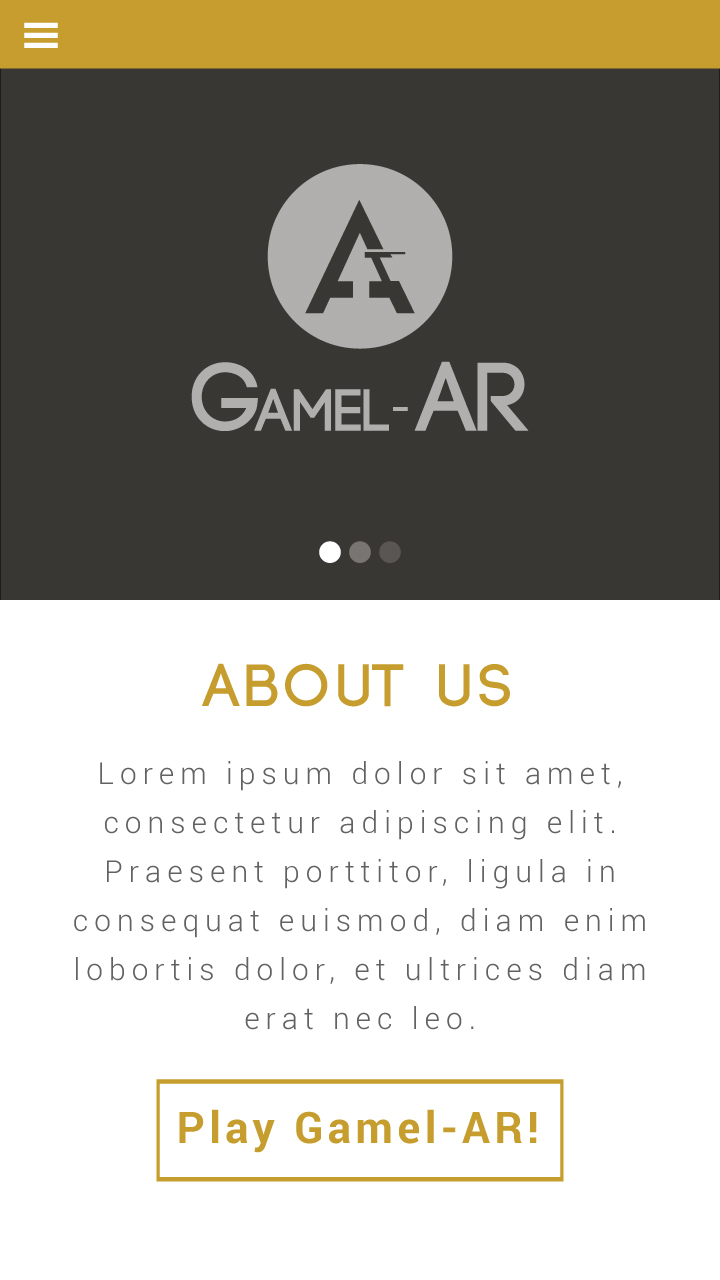 GAMEL-AR
ABOUT US
Lorem ipsum dolor sit amet,
consectetur adipiscing elit.
Praesent porttitor, ligula in
consequat euismod, diam enim
lobortis dolor, et ultrices diam
erat nec leo.
Play Gamel-AR!